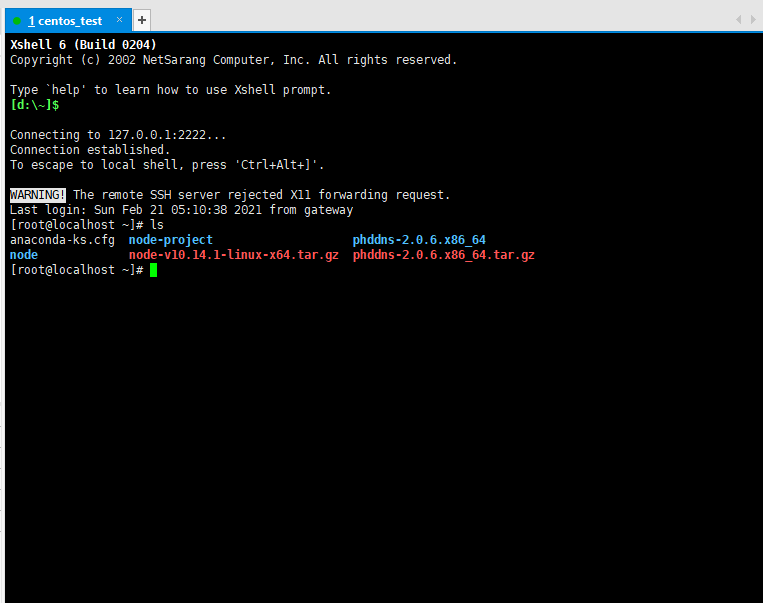 1 centos_test × +
Xshell 6 (Build 0204)
Copyright (c) 2002 NetSarang Computer, Inc. All rights reserved.
Type `help' to learn how to use Xshell prompt.
[d:\~]$
Connecting to 127.0.0.1:2222...
Connection established.
To escape to local shell, press 'Ctrl+Alt+]'.
WARNING! The remote SSH server rejected X11 forwarding request.
Last login: Sun Feb 21 05:10:38 2021 from gateway
[root@localhost ~]# ls
anaconda-ks.cfg  node-project                    phddns-2.0.6.x86_64
node             node-v10.14.1-linux-x64.tar.gz  phddns-2.0.6.x86_64.tar.gz
[root@localhost ~]#